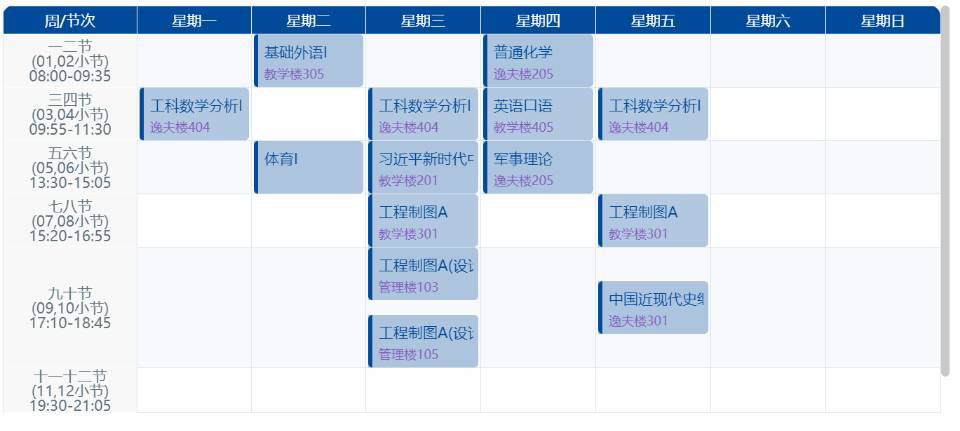 周/节次 星期一 星期二 星期三 星期四 星期五 星期六 星期日
一二节
(01,02小节)
08:00-09:35
基础外语Ⅰ
教学楼305
普通化学
逸夫楼205
三四节
(03,04小节)
09:55-11:30
工科数学分析Ⅰ
逸夫楼404
工科数学分析Ⅰ
逸夫楼404
英语口语
教学楼405
工科数学分析Ⅰ
逸夫楼404
五六节
(05,06小节)
13:30-15:05
体育Ⅰ
习近平新时代
教学楼201
军事理论
逸夫楼205
七八节
(07,08小节)
15:20-16:55
工程制图A
教学楼301
工程制图A
教学楼301
九十节
(09,10小节)
17:10-18:45
工程制图A(设
管理楼103
工程制图A(设
管理楼105
中国近现代史
逸夫楼301
十一十二节
(11,12小节)
19:30-21:05